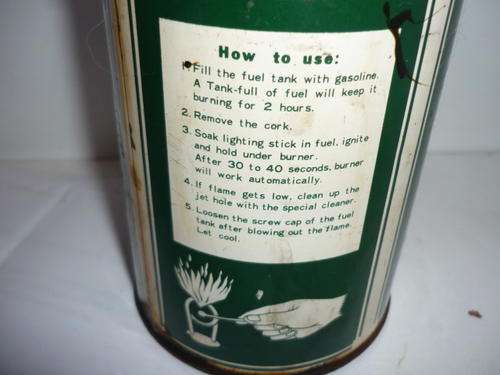 How to use:
1. Fill the fuel tank with gasoline.
A Tank-full of fuel will keep it
burning for 2 hours.
2. Remove the cork.
3. Soak lighting stick in fuel, ignite
and hold under burner.
After 30 to 40 seconds, burner
will work automatically.
4. If flame gets low, clean up the
jet hole with the special cleaner.
5. Loosen the screw cap of the fuel
tank after blowing out the flame.
Let cool.